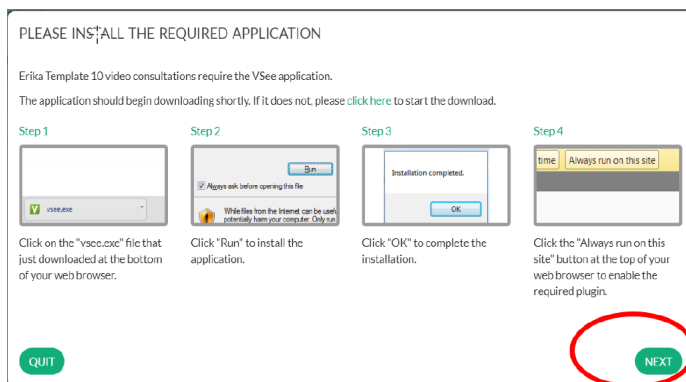 PLEASE INSTALL THE REQUIRED APPLICATION
Erika Template 10 video consultations require the VSee application.
The application should begin downloading shortly. If it does not, please click here to start the download.
Step 1
vsee.exe
Click on the "vsee.exe" file that
just downloaded at the bottom
of your web browser.
Step 2
Run
Always ask before opening this file
While files from the Internet can be
potentially harm your computer. Only run
Click "Run" to install the
application.
Step 3
Installation completed.
OK
Click "OK" to complete the
installation.
Step 4
time
Always run on this site
Click the "Always run on this
site" button at the top of your
web browser to enable the
required plugin.
QUIT
NEXT